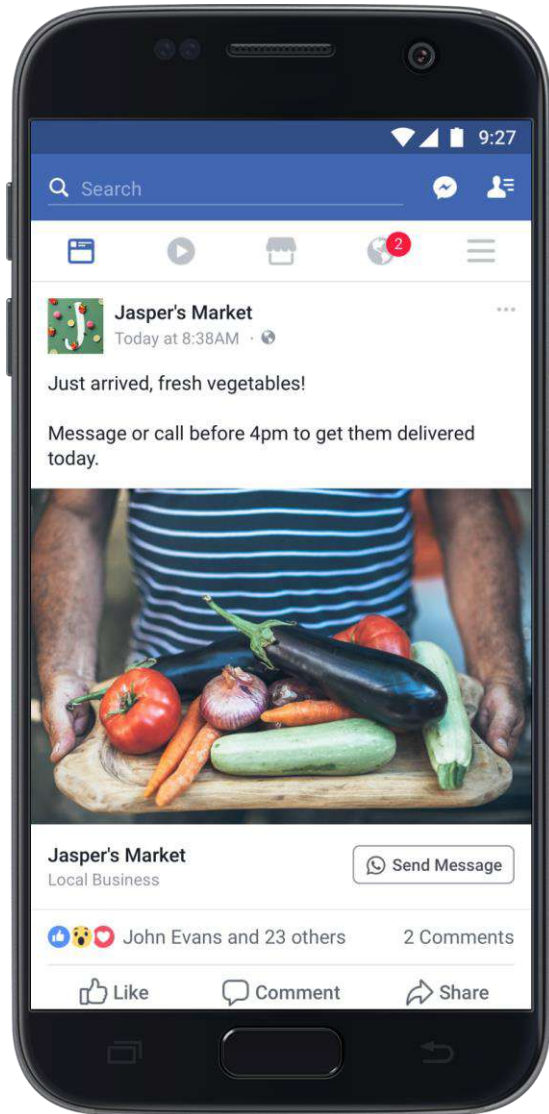 9:27
Search
2
Jasper's Market
Today at 8:38AM ·
Just arrived, fresh vegetables!
Message or call before 4pm to get them delivered
today.
Jasper's Market
Local Business
Send Message
John Evans and 23 others
2 Comments
Like
Comment
Share